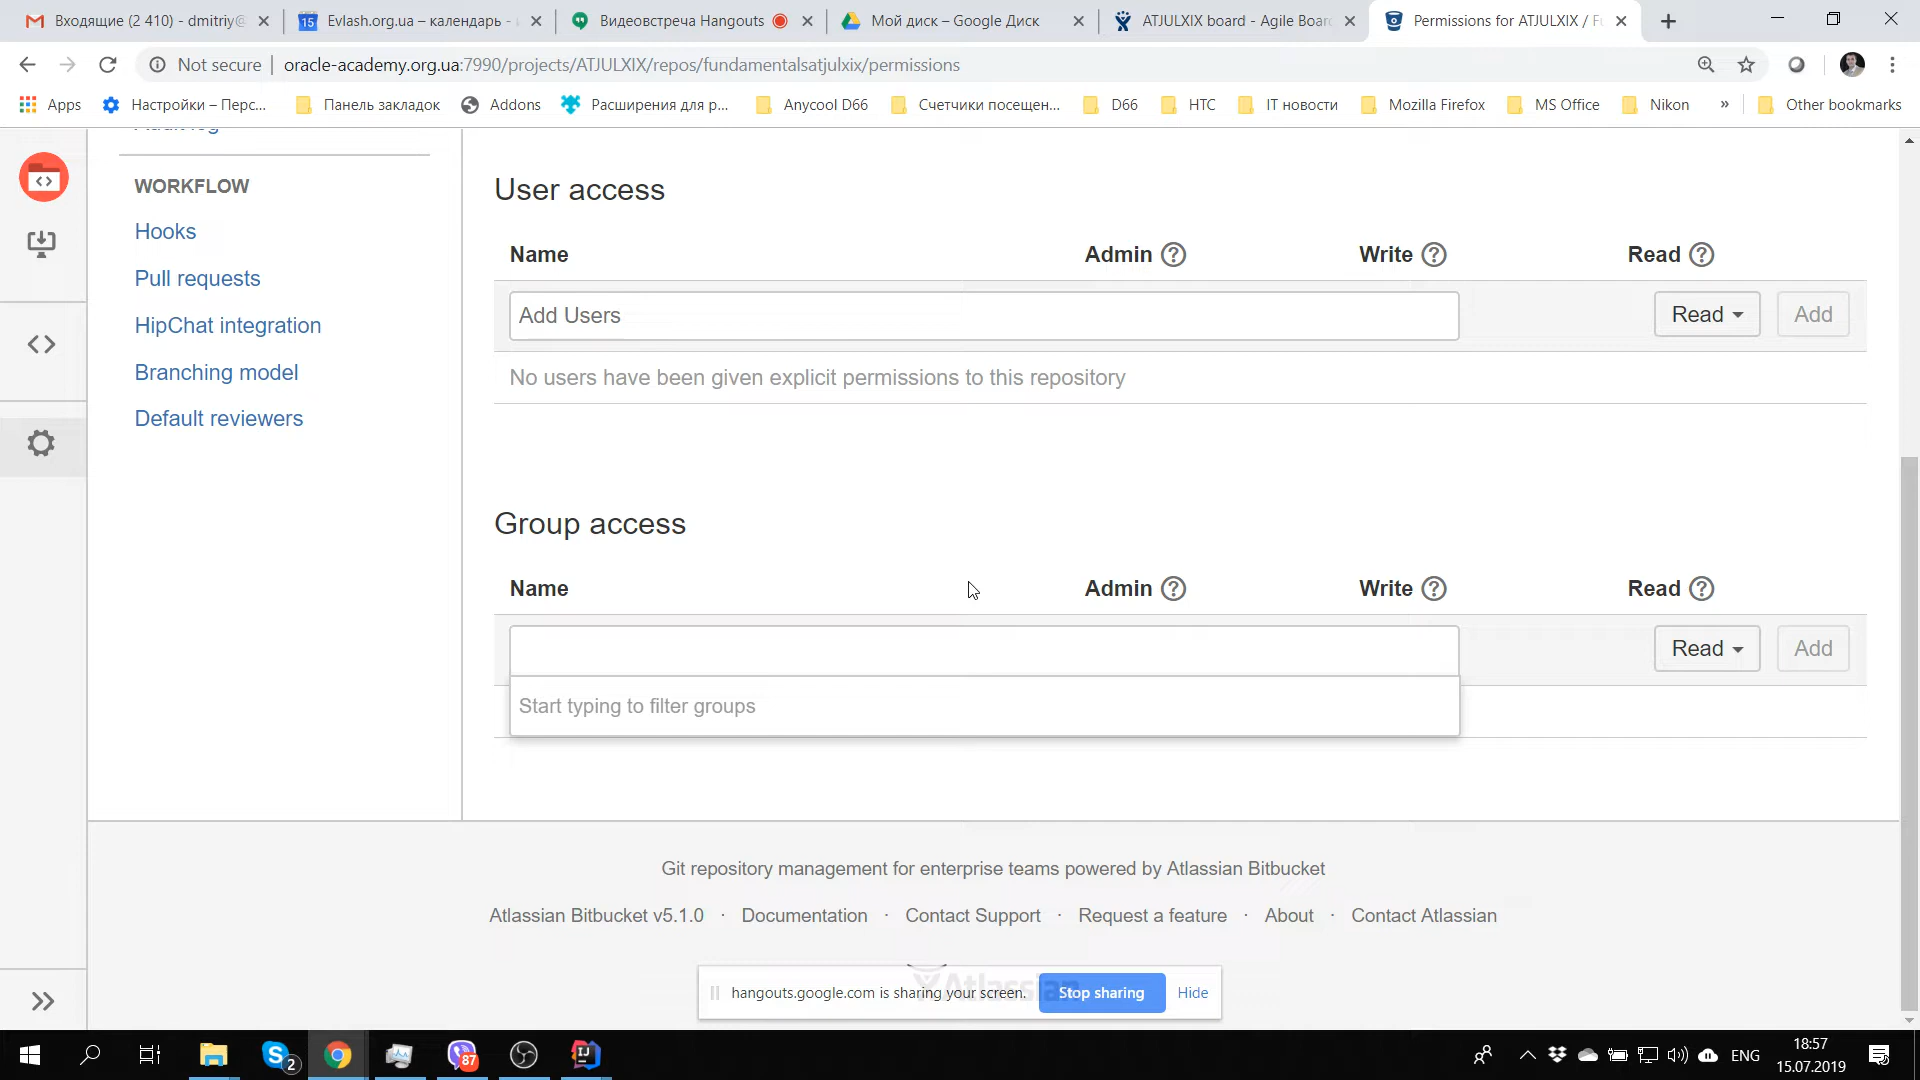 Входящие (2 410) - dmitriy@
Evlash.org.ua – календарь -
Видеовстреча Hangouts
Мой диск – Google Диск
ATJULXIX board - Agile Boar
Permissions for ATJULXIX / F
Not secure
oracle-academy.org.ua:7990/projects/ATJULXIX/repos/fundamentalsatjulxix/permissions
Apps
Настройки – Перс...
Панель закладок
Addons
Расширения для р...
Anycool D66
Счетчики посещен...
D66
HTC
IT новости
Mozilla Firefox
MS Office
Nikon
»
Other bookmarks
Audit log
WORKFLOW
Hooks
Pull requests
HipChat integration
Branching model
Default reviewers
User access
Name Admin ? Write ? Read ?
Add Users Read Add
No users have been given explicit permissions to this repository
Group access
Name Admin ? Write ? Read ?
Read Add
Start typing to filter groups
Git repository management for enterprise teams powered by Atlassian Bitbucket
Atlassian Bitbucket v5.1.0 · Documentation · Contact Support · Request a feature · About · Contact Atlassian
Atlassian
hangouts.google.com is sharing your screen. Stop sharing Hide
2
87
IJ
ENG
18:57
15.07.2019